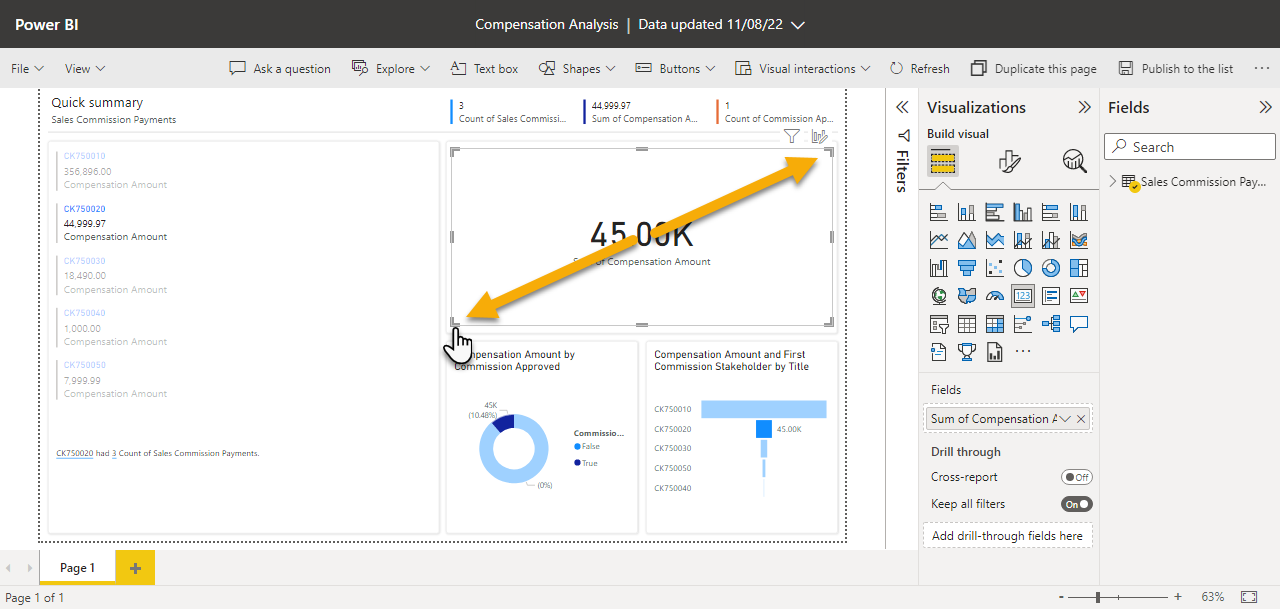 Power BI
Compensation Analysis | Data updated 11/08/22
File View Ask a question Explore Text box Shapes Buttons Visual interactions Refresh Duplicate this page Publish to the list ...
Quick summary
Sales Commission Payments
3
Count of Sales Commissi...
44,999.97
Sum of Compensation A...
1
Count of Commission Ap...
CK750010
356,896.00
Compensation Amount
CK750020
44,999.97
Compensation Amount
CK750030
18,490.00
Compensation Amount
CK750040
1,000.00
Compensation Amount
CK750050
7,999.99
Compensation Amount
CK750020 had 3 Count of Sales Commission Payments.
45.00K
of Compensation Amount
Compensation Amount by
Commission Approved
45K
(10.48%)
(0%)
Commissio...
False
True
Compensation Amount and First
Commission Stakeholder by Title
CK750010
CK750020 45.00K
CK750030
CK750050
CK750040
Filters
Visualizations
Build visual
123
Fields
Sum of Compensation A
Drill through
Cross-report Off
Keep all filters On
Add drill-through fields here
Fields
Search
Sales Commission Pay...
Page 1 +
Page 1 of 1
- + 63%